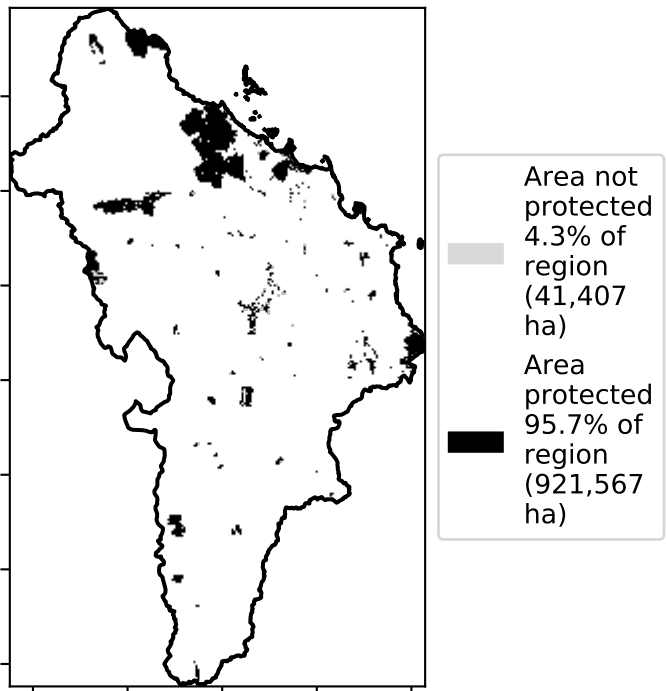 Area not
protected
4.3% of
region
(41,407
ha)
Area
protected
95.7% of
region
(921,567
ha)